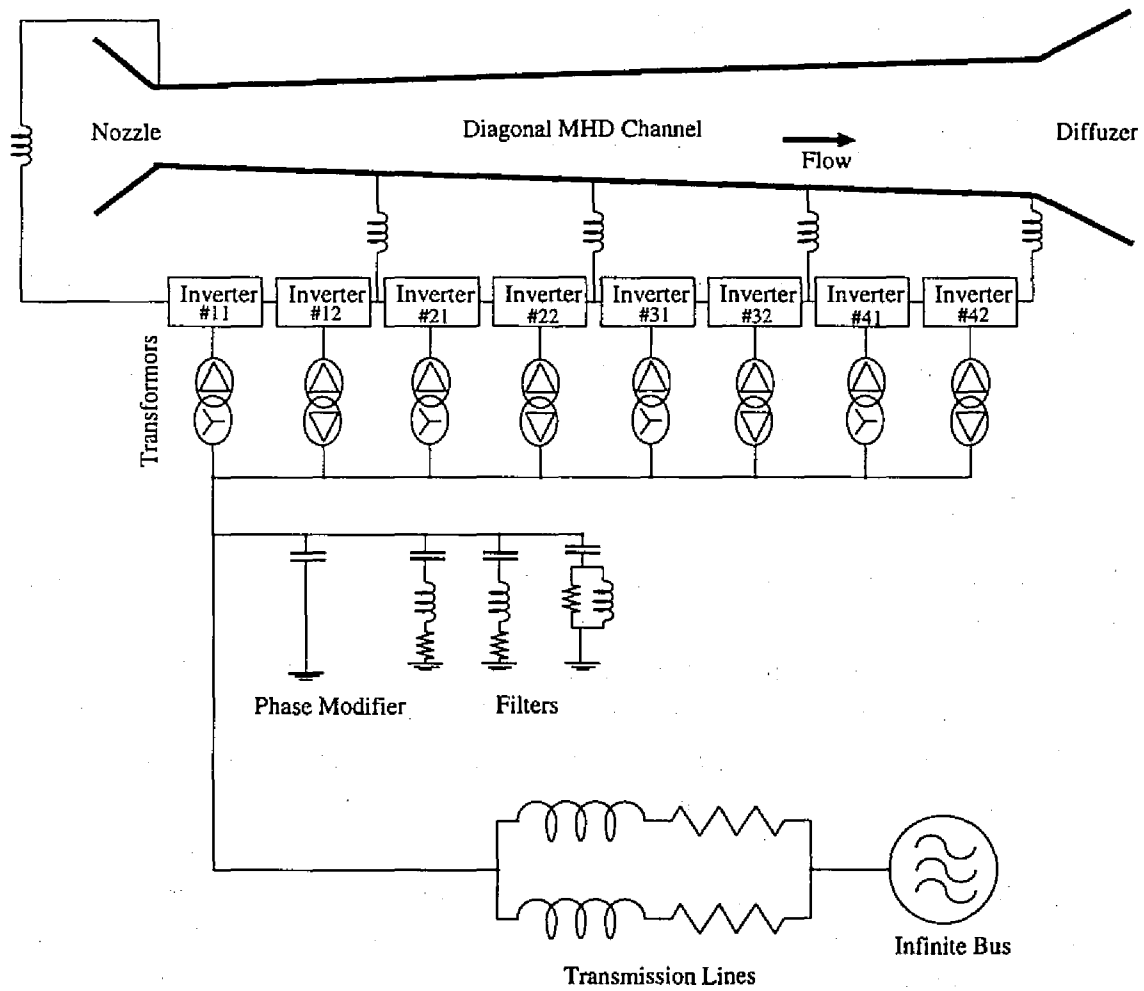 Nozzle
Diagonal MHD Channel
Flow
Diffuzer
Inverter
#11
Inverter
#12
Inverter
#21
Inverter
#22
Inverter
#31
Inverter
#32
Inverter
#41
Inverter
#42
Transformors
Phase Modifier
Filters
Transmission Lines
Infinite Bus